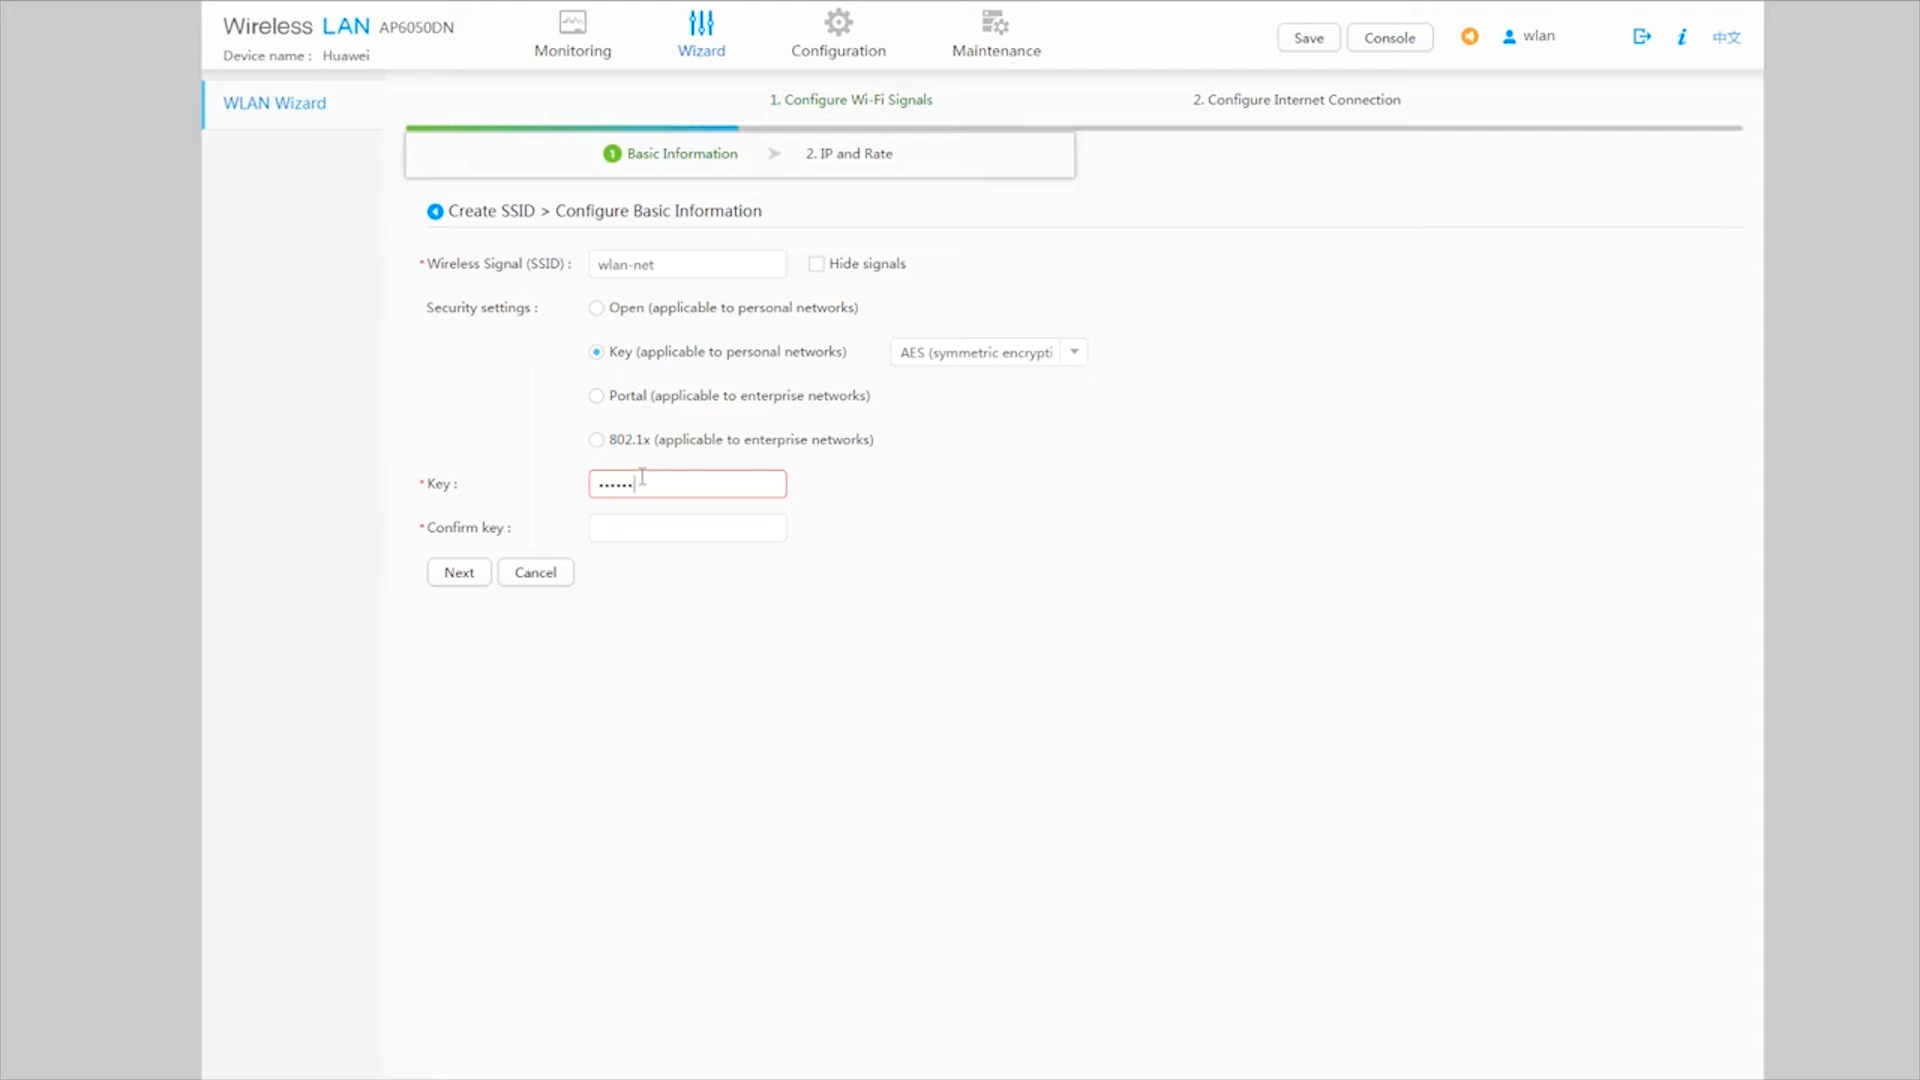 Wireless LAN AP6050DN
Device name : Huawei
Monitoring
Wizard
Configuration
Maintenance
Save
Console
wlan
i
中文
WLAN Wizard
1. Configure Wi-Fi Signals
2. Configure Internet Connection
1 Basic Information
2. IP and Rate
Create SSID > Configure Basic Information
*Wireless Signal (SSID) : wlan-net Hide signals
Security settings : Open (applicable to personal networks)
Key (applicable to personal networks) AES (symmetric encrypti
Portal (applicable to enterprise networks)
802.1x (applicable to enterprise networks)
*Key : ••••••
*Confirm key :
Next Cancel